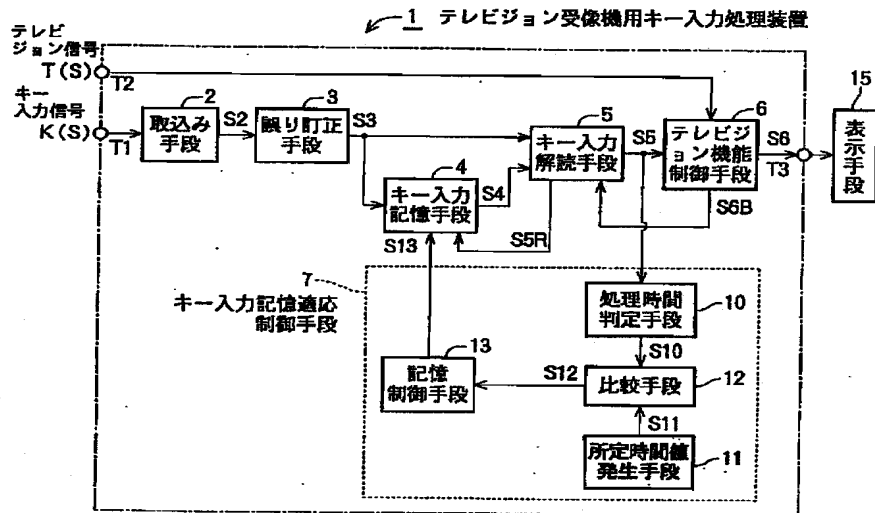 1 テレビジョン受像機用キー入力処理装置
テレビ
ジョン信号
T(S)
T2
キー
入力信号
K(S)
T1
2
取込み
手段
S2
3
誤り訂正
手段
S3
4
キー入力
記憶手段
S4
5
キー入力
解読手段
S5
6
テレビジ
ョン機能
制御手段
S6
T3
15
表示手段
S6B
S5R
S13
7
キー入力記憶適応
制御手段
処理時間
判定手段
10
S10
13
記憶
制御手段
S12
比較手段
12
S11
所定時間値
発生手段
11